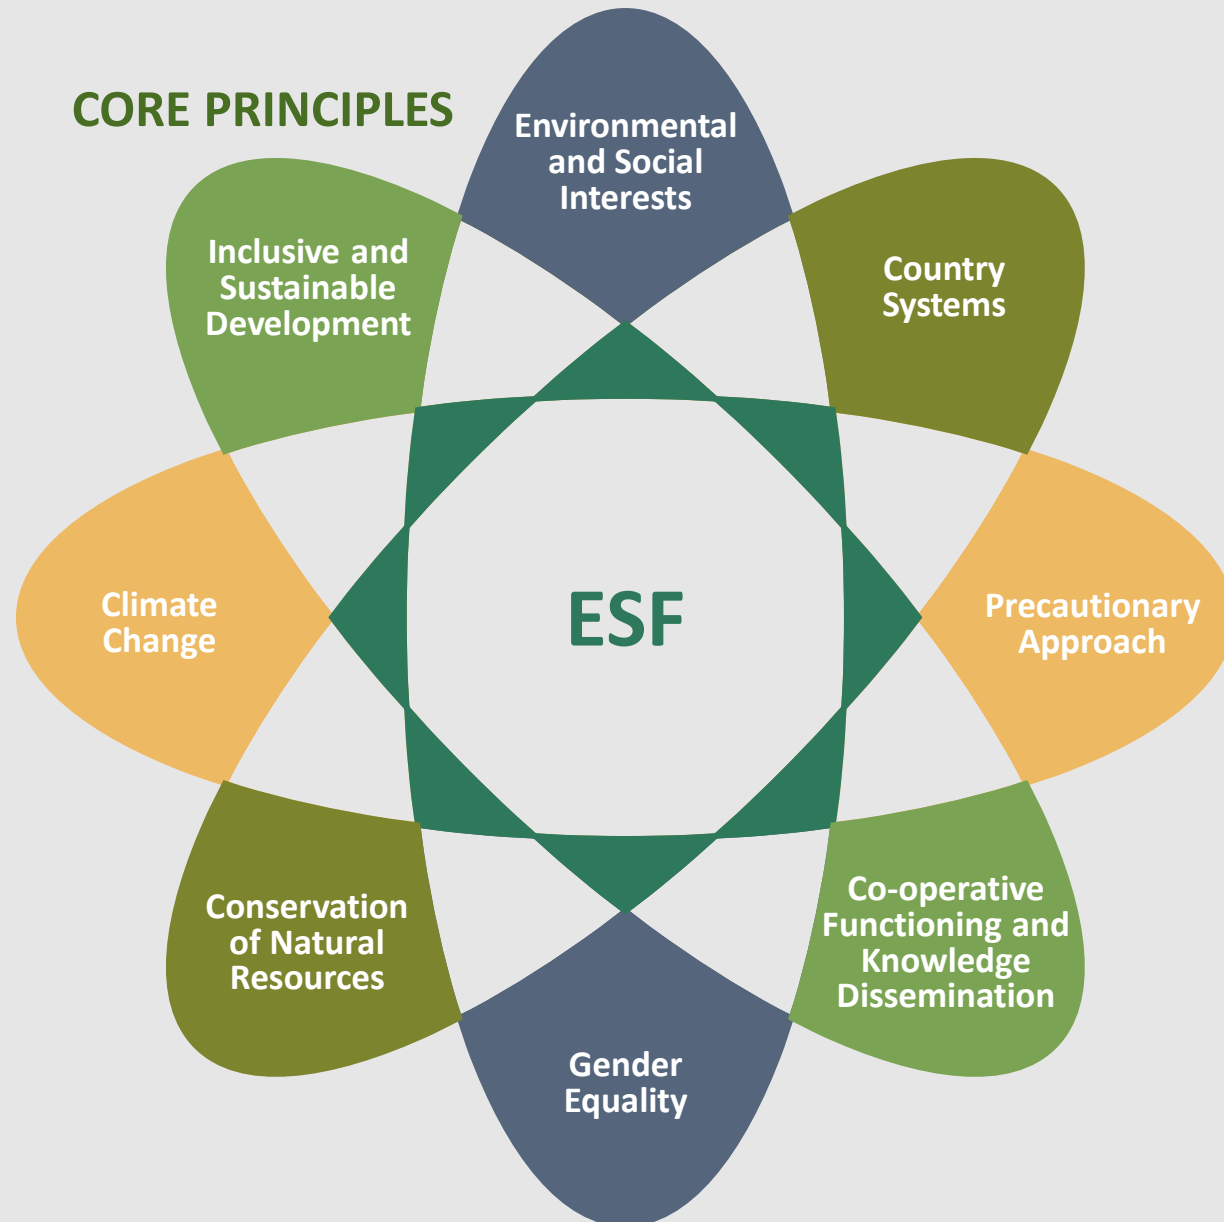 CORE PRINCIPLES
Environmental
and Social
Interests
Country
Systems
Precautionary
Approach
Co-operative
Functioning and
Knowledge
Dissemination
Gender
Equality
Conservation
of Natural
Resources
Climate
Change
Inclusive and
Sustainable
Development
ESF